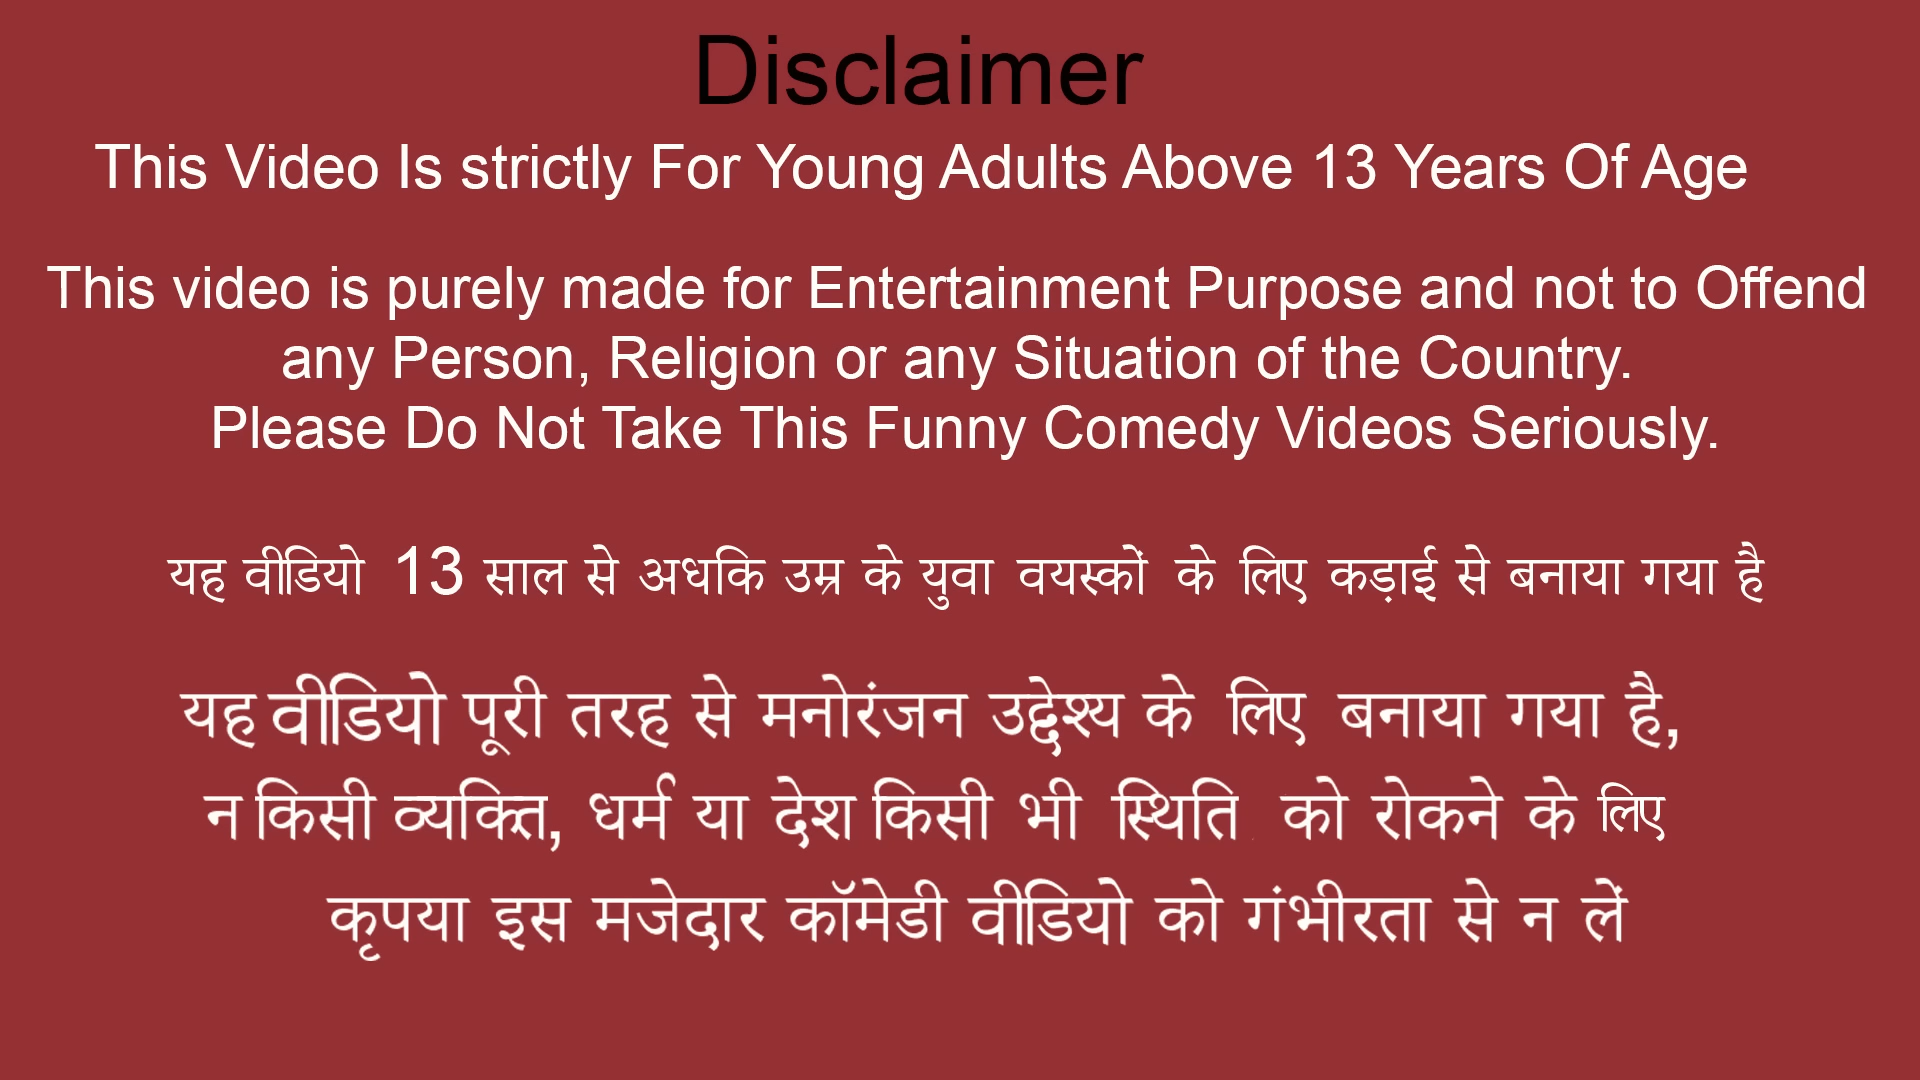 Disclaimer
This Video Is strictly For Young Adults Above 13 Years Of Age
This video is purely made for Entertainment Purpose and not to Offend
any Person, Religion or any Situation of the Country.
Please Do Not Take This Funny Comedy Videos Seriously.
यह वीडियो 13 साल से अधकि उम्र के युवा वयस्कों के लिए कड़ाई से बनाया गया है
यह वीडियो पूरी तरह से मनोरंजन उद्देश्य के लिए बनाया गया है,
न किसी व्यक्ति, धर्म या देश किसी भी स्थिति को रोकने के लिए
कृपया इस मजेदार कॉमेडी वीडियो को गंभीरता से न लें